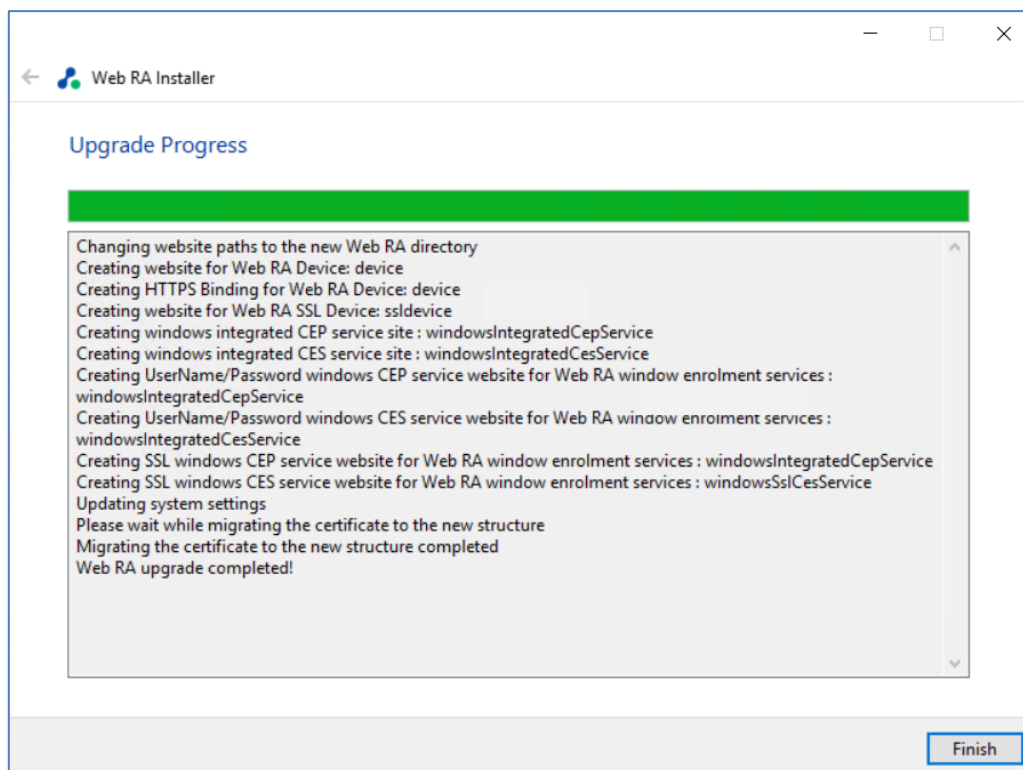 Web RA Installer
Upgrade Progress
Changing website paths to the new Web RA directory
Creating website for Web RA Device: device
Creating HTTPS Binding for Web RA Device: device
Creating website for Web RA SSL Device: ssldevice
Creating windows integrated CEP service site : windowsIntegratedCepService
Creating windows integrated CES service site : windowsIntegratedCesService
Creating UserName/Password windows CEP service website for Web RA window enrolment services :
windowsIntegratedCepService
Creating UserName/Password windows CES service website for Web RA window enrolment services :
windowsIntegratedCesService
Creating SSL windows CEP service website for Web RA window enrolment services : windowsIntegratedCepService
Creating SSL windows CES service website for Web RA window enrolment services : windowsSslCesService
Updating system settings
Please wait while migrating the certificate to the new structure
Migrating the certificate to the new structure completed
Web RA upgrade completed!
Finish